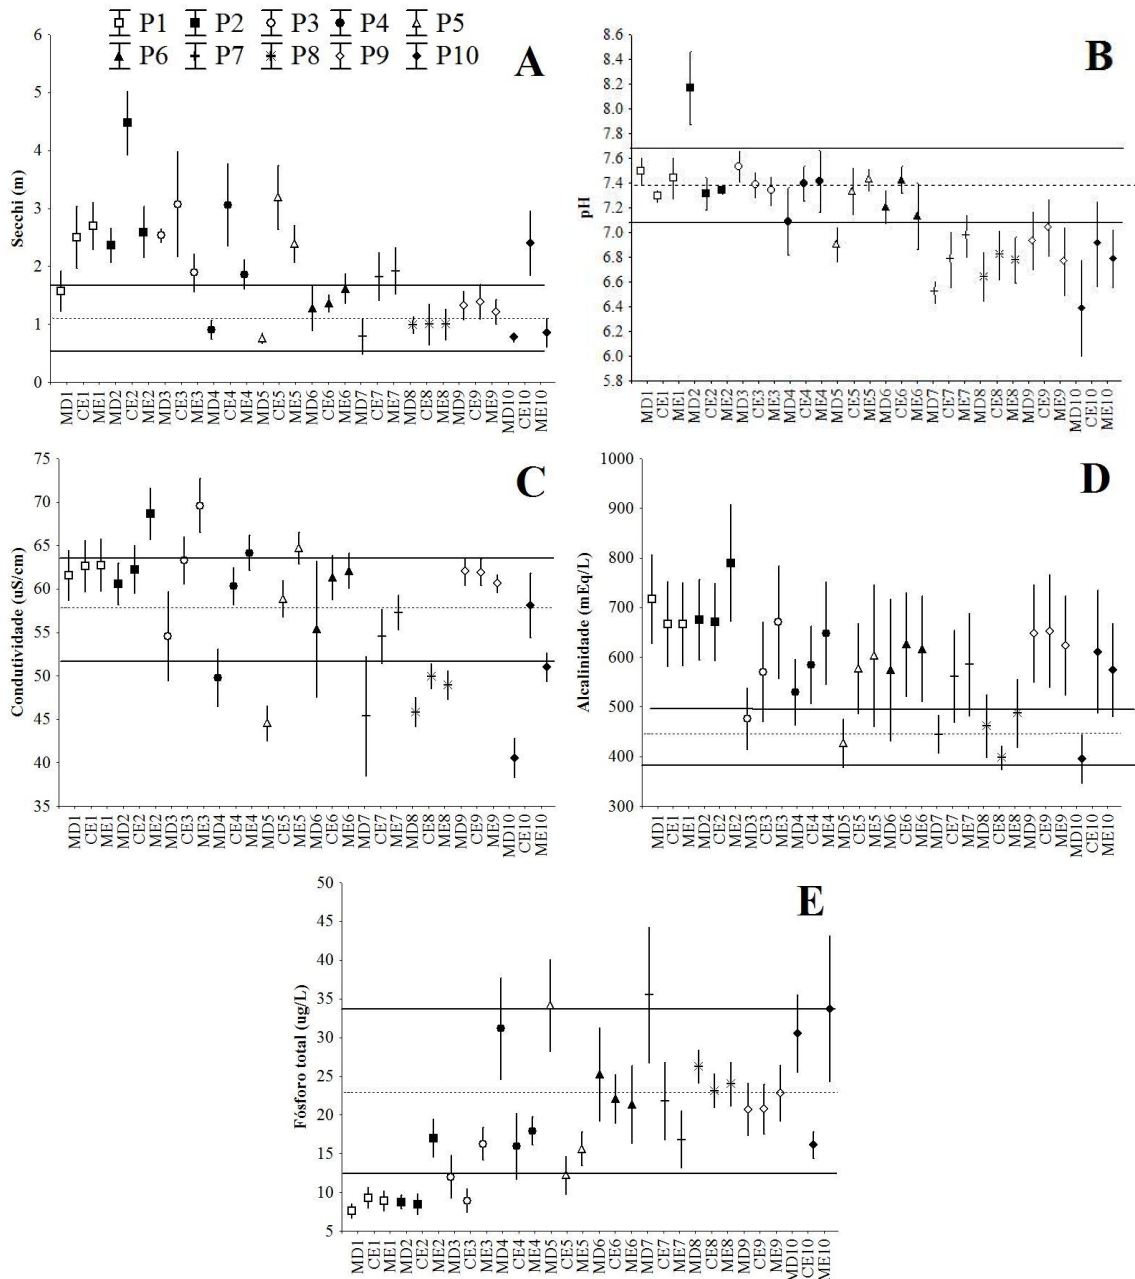 P1 P2 P3 P4 P5
P6 P7 P8 P9 P10
A
Secchi (m)
6
5
4
3
2
1
0
MD1 CE1 ME1 MD2 CE2 ME2 MD3 CE3 ME3 MD4 CE4 ME4 MD5 CE5 ME5 MD6 CE6 ME6 MD7 CE7 ME7 MD8 CE8 ME8 MD9 CE9 ME9 MD10 CE10 ME10
B
pH
8.6
8.4
8.2
8.0
7.8
7.6
7.4
7.2
7.0
6.8
6.6
6.4
6.2
6.0
5.8
MD1 CE1 ME1 MD2 CE2 ME2 MD3 CE3 ME3 MD4 CE4 ME4 MD5 CE5 ME5 MD6 CE6 ME6 MD7 CE7 ME7 MD8 CE8 ME8 MD9 CE9 ME9 MD10 CE10 ME10
C
Condutividade (uS/cm)
75
70
65
60
55
50
45
40
35
MD1 CE1 ME1 MD2 CE2 ME2 MD3 CE3 ME3 MD4 CE4 ME4 MD5 CE5 ME5 MD6 CE6 ME6 MD7 CE7 ME7 MD8 CE8 ME8 MD9 CE9 ME9 MD10 CE10 ME10
D
Alcalinidade (mEq/L)
1000
900
800
700
600
500
400
300
MD1 CE1 ME1 MD2 CE2 ME2 MD3 CE3 ME3 MD4 CE4 ME4 MD5 CE5 ME5 MD6 CE6 ME6 MD7 CE7 ME7 MD8 CE8 ME8 MD9 CE9 ME9 MD10 CE10 ME10
E
Fósforo total (ug/L)
50
45
40
35
30
25
20
15
10
5
MD1 CE1 ME1 MD2 CE2 ME2 MD3 CE3 ME3 MD4 CE4 ME4 MD5 CE5 ME5 MD6 CE6 ME6 MD7 CE7 ME7 MD8 CE8 ME8 MD9 CE9 ME9 MD10 CE10 ME10